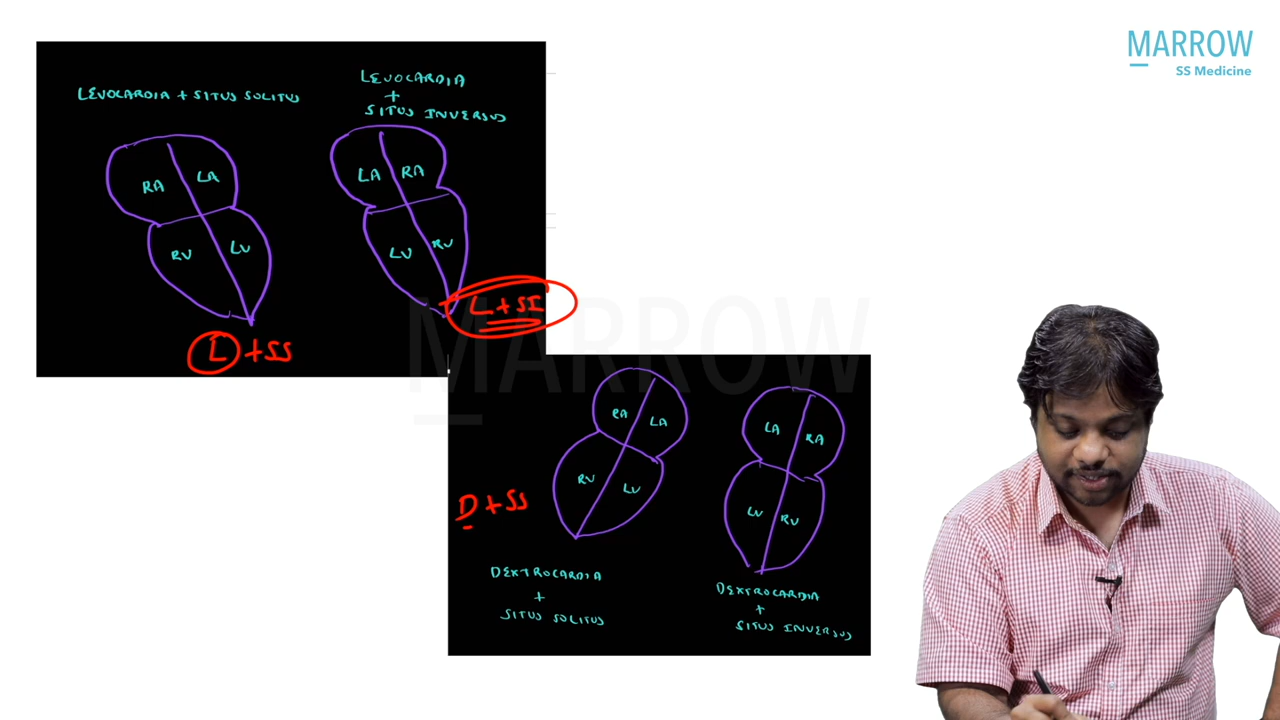 MARROW
SS Medicine
LEVOCARDIA + SITUS SOLITUS
LEVOCARDIA
+
SITUS INVERSUS
RA
LA
RV
LV
LA
RA
LV
RV
L + SS
L + SI
MARROW
RA
LA
RV
LV
LA
RA
LV
RV
D + SS
DEXTROCARDIA
+
SITUS SOLITUS
DEXTROCARDIA
+
SITUS INVERSUS